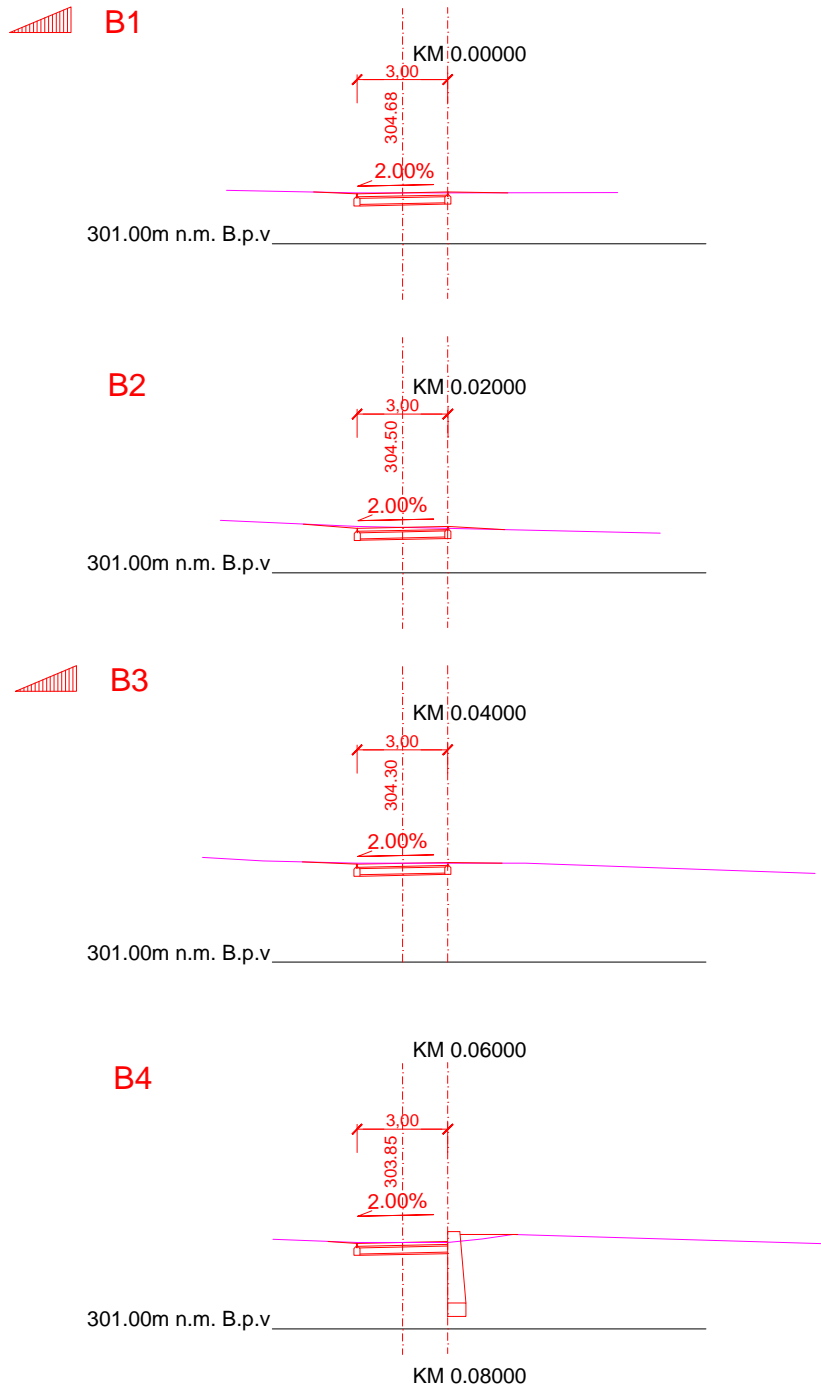 B1
KM 0.00000
3,00
304.68
2.00%
301.00m n.m. B.p.v
B2
KM 0.02000
3,00
304.50
2.00%
301.00m n.m. B.p.v
B3
KM 0.04000
3,00
304.30
2.00%
301.00m n.m. B.p.v
KM 0.06000
B4
3,00
303.85
2.00%
301.00m n.m. B.p.v
KM 0.08000